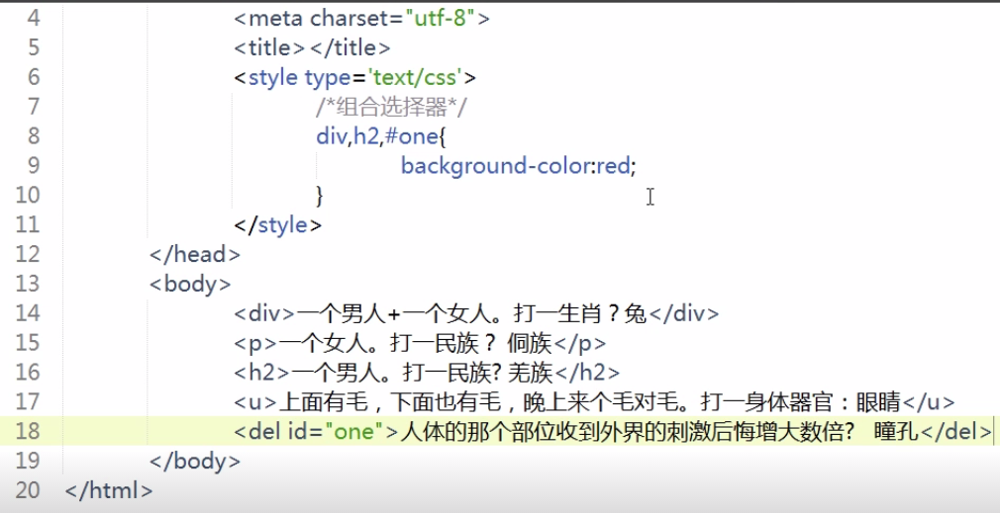 4 <meta charset="utf-8">
5 <title></title>
6 <style type='text/css'>
7 /*组合选择器*/
8 div,h2,#one{
9 background-color:red;
10 }
11 </style>
12 </head>
13 <body>
14 <div>一个男人+一个女人。打一生肖？兔</div>
15 <p>一个女人。打一民族？ 侗族</p>
16 <h2>一个男人。打一民族? 羌族</h2>
17 <u>上面有毛，下面也有毛，晚上来个毛对毛。打一身体器官：眼睛</u>
18 <del id="one">人体的那个部位收到外界的刺激后悔增大数倍? 瞳孔</del>
19 </body>
20 </html>